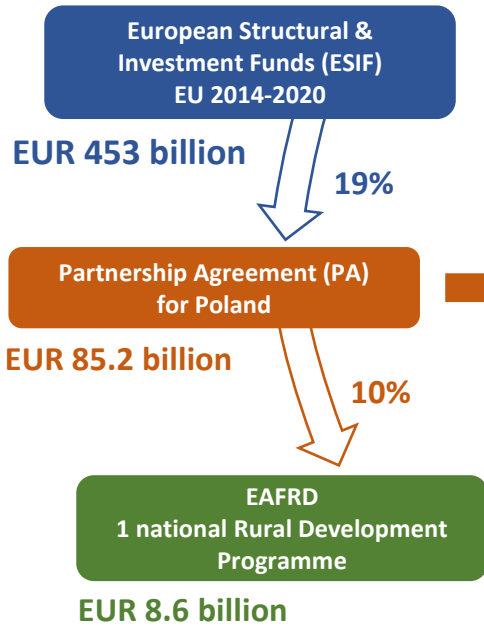 European Structural &
Investment Funds (ESIF)
EU 2014-2020
EUR 453 billion
19%
Partnership Agreement (PA)
for Poland
EUR 85.2 billion
10%
EAFRD
1 national Rural Development
Programme
EUR 8.6 billion